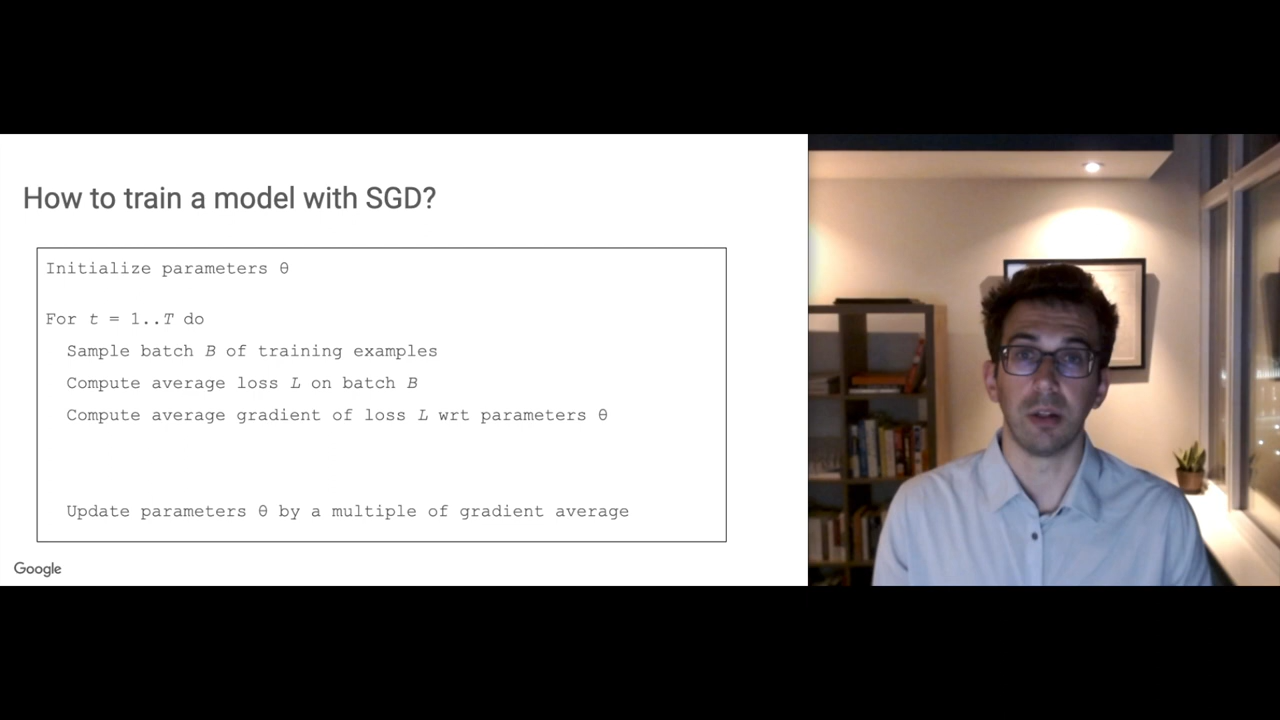 How to train a model with SGD?
Initialize parameters θ
For t = 1..T do
Sample batch B of training examples
Compute average loss L on batch B
Compute average gradient of loss L wrt parameters θ
Update parameters θ by a multiple of gradient average
Google